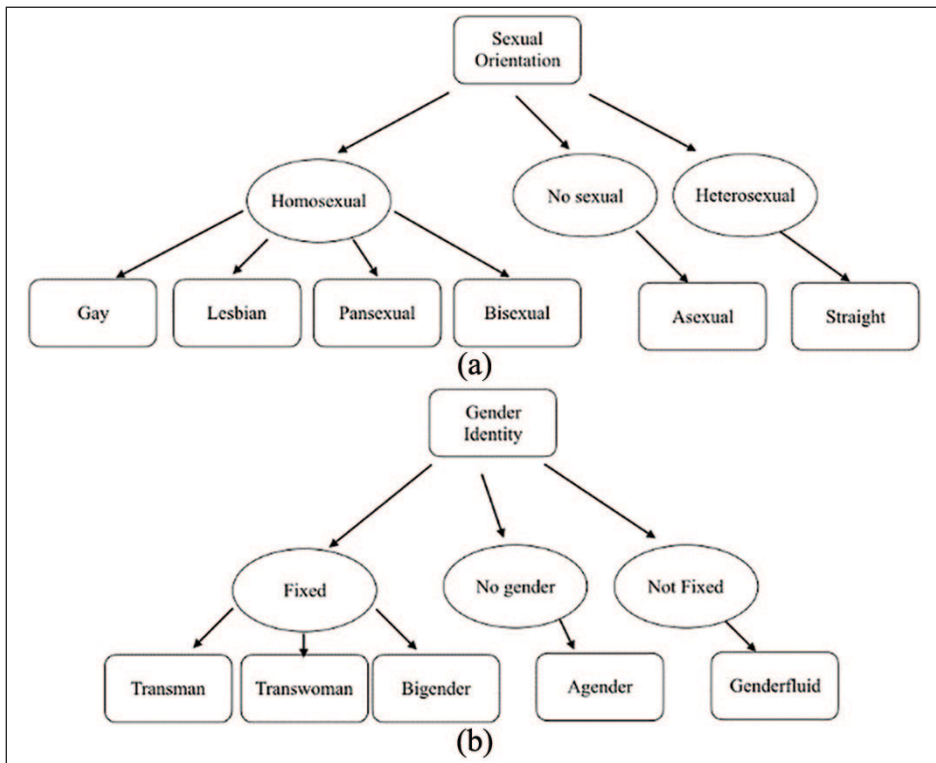 Sexual
Orientation
Homosexual
No sexual
Heterosexual
Gay
Lesbian
Pansexual
Bisexual
Asexual
Straight
(a)
Gender
Identity
Fixed
No gender
Not Fixed
Transman
Transwoman
Bigender
Agender
Genderfluid
(b)